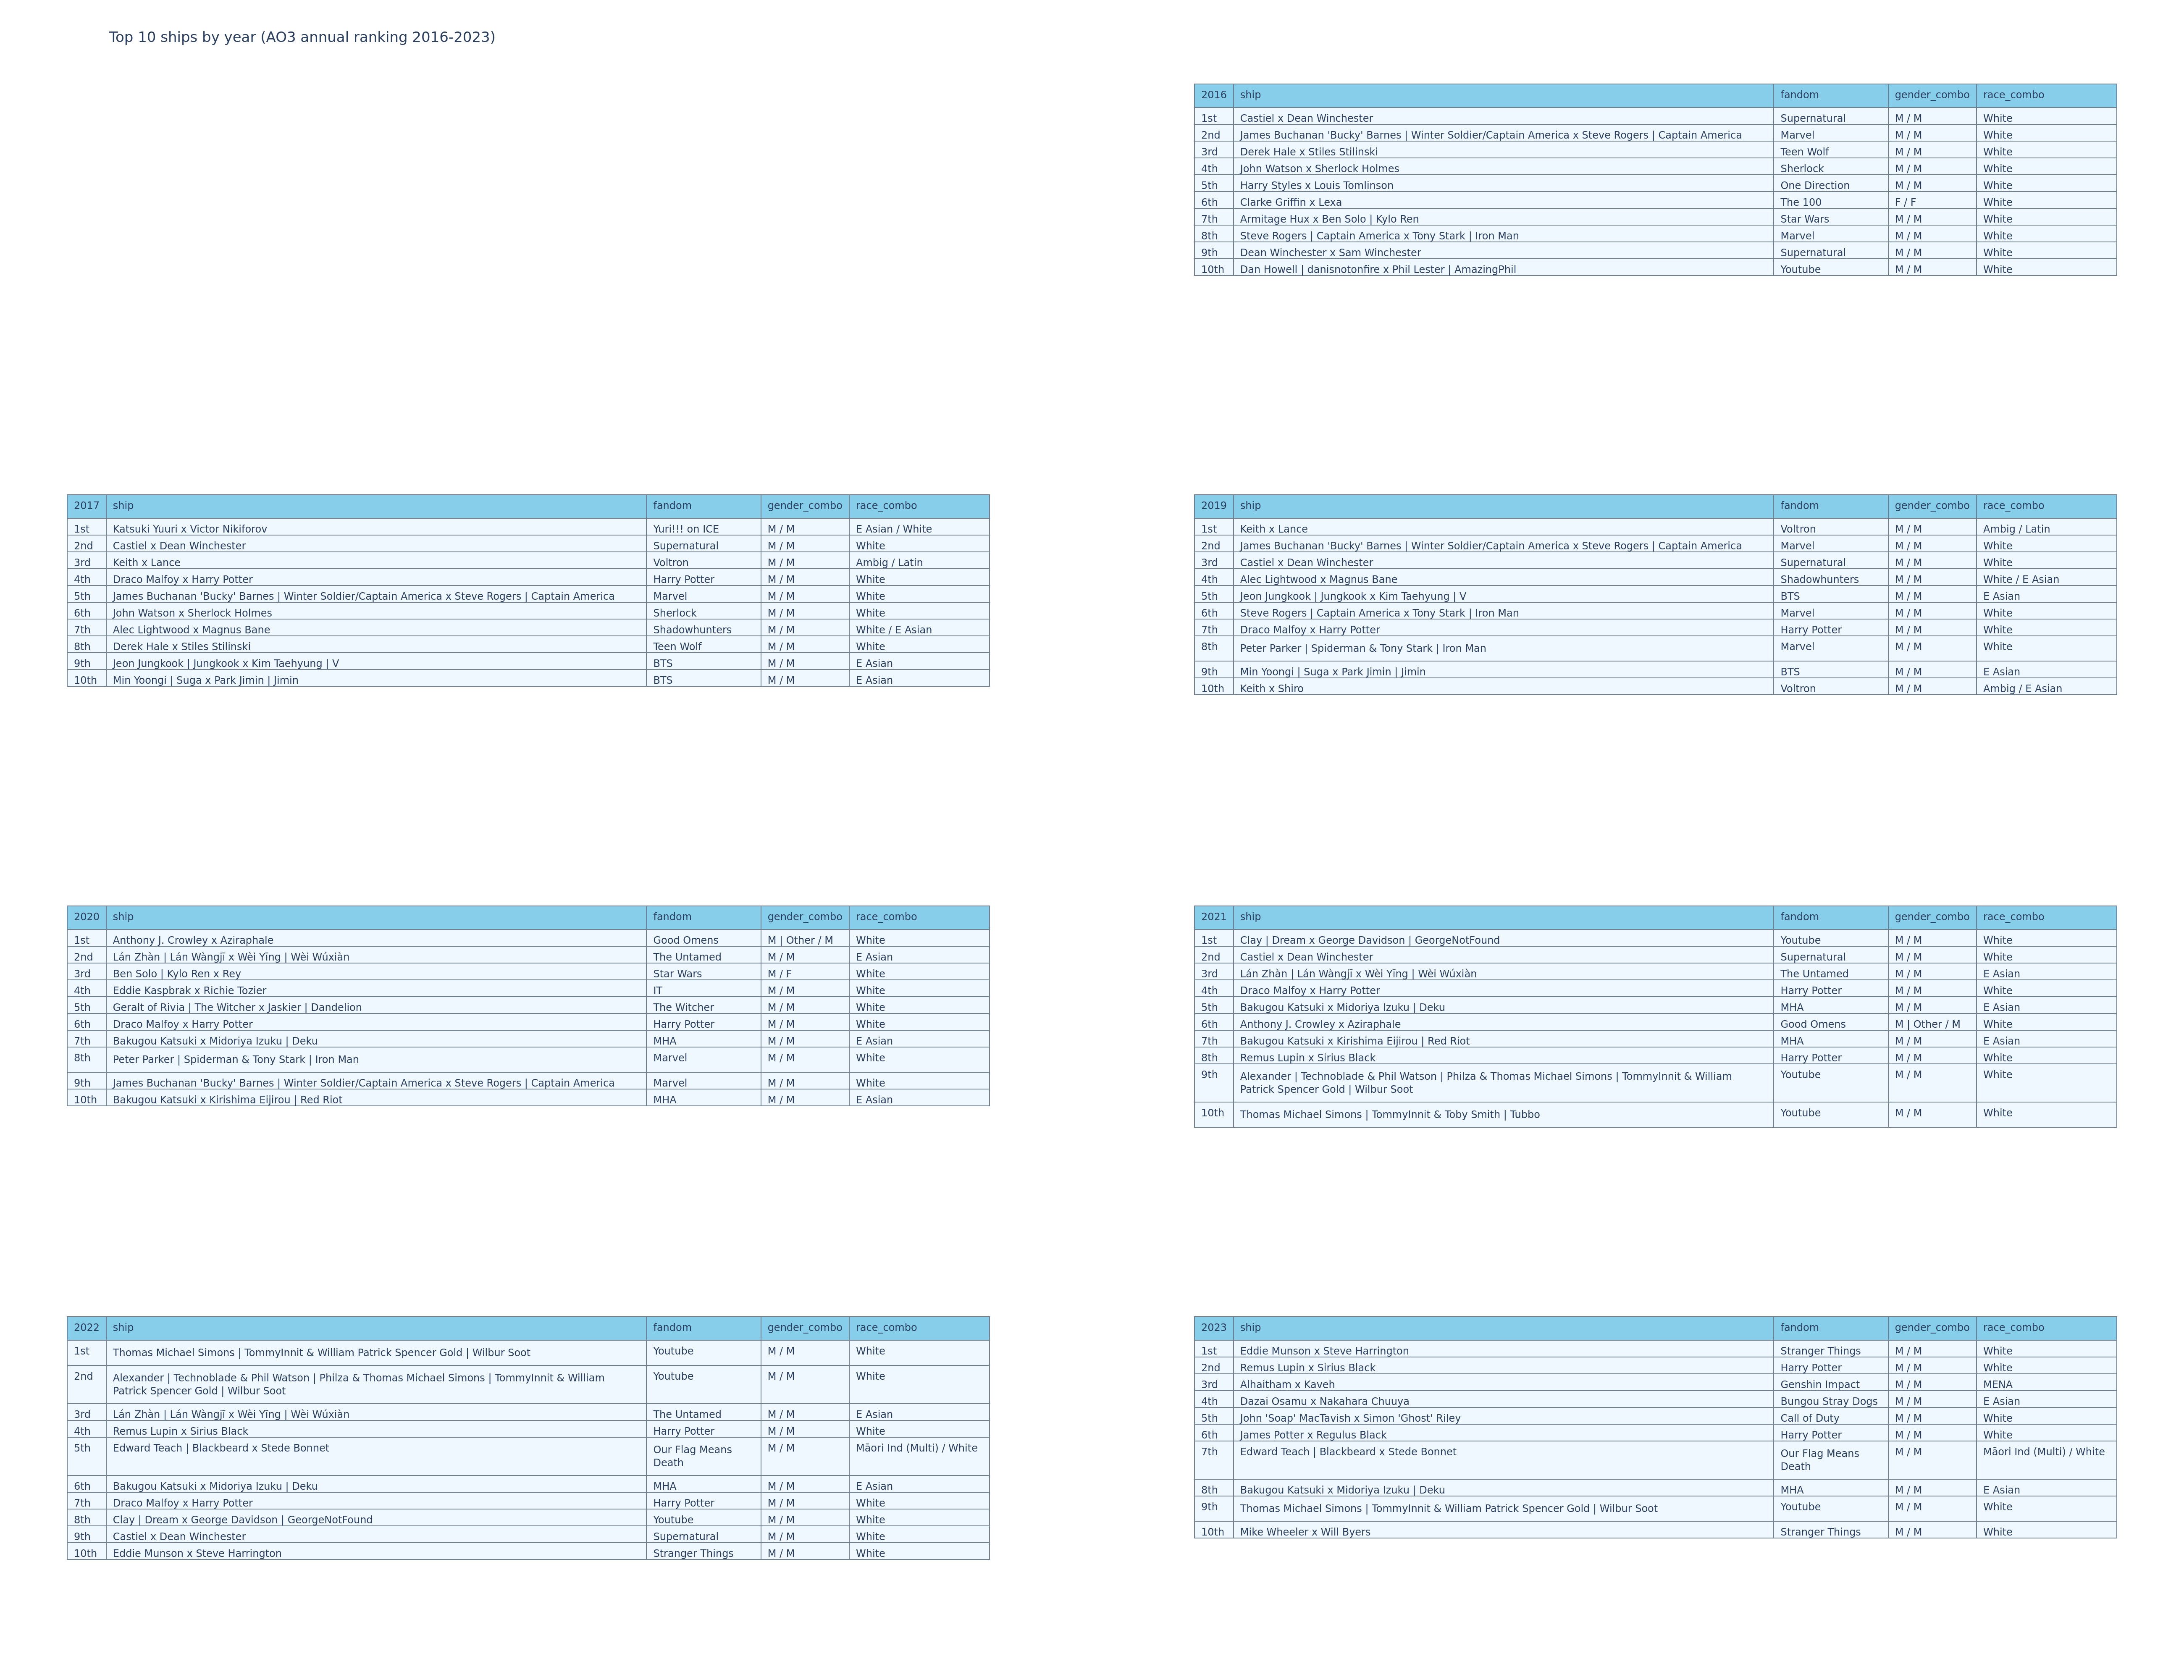 Top 10 ships by year (AO3 annual ranking 2016-2023)
2016 ship fandom gender_combo race_combo
1st Castiel x Dean Winchester Supernatural M / M White
2nd James Buchanan 'Bucky' Barnes | Winter Soldier/Captain America x Steve Rogers | Captain America Marvel M / M White
3rd Derek Hale x Stiles Stilinski Teen Wolf M / M White
4th John Watson x Sherlock Holmes Sherlock M / M White
5th Harry Styles x Louis Tomlinson One Direction M / M White
6th Clarke Griffin x Lexa The 100 F / F White
7th Armitage Hux x Ben Solo | Kylo Ren Star Wars M / M White
8th Steve Rogers | Captain America x Tony Stark | Iron Man Marvel M / M White
9th Dean Winchester x Sam Winchester Supernatural M / M White
10th Dan Howell | danisnotonfire x Phil Lester | AmazingPhil Youtube M / M White
2017 ship fandom gender_combo race_combo
1st Katsuki Yuuri x Victor Nikiforov Yuri!!! on ICE M / M E Asian / White
2nd Castiel x Dean Winchester Supernatural M / M White
3rd Keith x Lance Voltron M / M Ambig / Latin
4th Draco Malfoy x Harry Potter Harry Potter M / M White
5th James Buchanan 'Bucky' Barnes | Winter Soldier/Captain America x Steve Rogers | Captain America Marvel M / M White
6th John Watson x Sherlock Holmes Sherlock M / M White
7th Alec Lightwood x Magnus Bane Shadowhunters M / M White / E Asian
8th Derek Hale x Stiles Stilinski Teen Wolf M / M White
9th Jeon Jungkook | Jungkook x Kim Taehyung | V BTS M / M E Asian
10th Min Yoongi | Suga x Park Jimin | Jimin BTS M / M E Asian
2019 ship fandom gender_combo race_combo
1st Keith x Lance Voltron M / M Ambig / Latin
2nd James Buchanan 'Bucky' Barnes | Winter Soldier/Captain America x Steve Rogers | Captain America Marvel M / M White
3rd Castiel x Dean Winchester Supernatural M / M White
4th Alec Lightwood x Magnus Bane Shadowhunters M / M White / E Asian
5th Jeon Jungkook | Jungkook x Kim Taehyung | V BTS M / M E Asian
6th Steve Rogers | Captain America x Tony Stark | Iron Man Marvel M / M White
7th Draco Malfoy x Harry Potter Harry Potter M / M White
8th Peter Parker | Spiderman & Tony Stark | Iron Man Marvel M / M White
9th Min Yoongi | Suga x Park Jimin | Jimin BTS M / M E Asian
10th Keith x Shiro Voltron M / M Ambig / E Asian
2020 ship fandom gender_combo race_combo
1st Anthony J. Crowley x Aziraphale Good Omens M | Other / M White
2nd Lán Zhàn | Lán Wàngjī x Wèi Yīng | Wèi Wúxiàn The Untamed M / M E Asian
3rd Ben Solo | Kylo Ren x Rey Star Wars M / F White
4th Eddie Kaspbrak x Richie Tozier IT M / M White
5th Geralt of Rivia | The Witcher x Jaskier | Dandelion The Witcher M / M White
6th Draco Malfoy x Harry Potter Harry Potter M / M White
7th Bakugou Katsuki x Midoriya Izuku | Deku MHA M / M E Asian
8th Peter Parker | Spiderman & Tony Stark | Iron Man Marvel M / M White
9th James Buchanan 'Bucky' Barnes | Winter Soldier/Captain America x Steve Rogers | Captain America Marvel M / M White
10th Bakugou Katsuki x Kirishima Eijirou | Red Riot MHA M / M E Asian
2021 ship fandom gender_combo race_combo
1st Clay | Dream x George Davidson | GeorgeNotFound Youtube M / M White
2nd Castiel x Dean Winchester Supernatural M / M White
3rd Lán Zhàn | Lán Wàngjī x Wèi Yīng | Wèi Wúxiàn The Untamed M / M E Asian
4th Draco Malfoy x Harry Potter Harry Potter M / M White
5th Bakugou Katsuki x Midoriya Izuku | Deku MHA M / M E Asian
6th Anthony J. Crowley x Aziraphale Good Omens M | Other / M White
7th Bakugou Katsuki x Kirishima Eijirou | Red Riot MHA M / M E Asian
8th Remus Lupin x Sirius Black Harry Potter M / M White
9th Alexander | Technoblade & Phil Watson | Philza & Thomas Michael Simons | TommyInnit & William Youtube M / M White
Patrick Spencer Gold | Wilbur Soot
10th Thomas Michael Simons | TommyInnit & Toby Smith | Tubbo Youtube M / M White
2022 ship fandom gender_combo race_combo
1st Thomas Michael Simons | TommyInnit & William Patrick Spencer Gold | Wilbur Soot Youtube M / M White
2nd Alexander | Technoblade & Phil Watson | Philza & Thomas Michael Simons | TommyInnit & William Youtube M / M White
Patrick Spencer Gold | Wilbur Soot
3rd Lán Zhàn | Lán Wàngjī x Wèi Yīng | Wèi Wúxiàn The Untamed M / M E Asian
4th Remus Lupin x Sirius Black Harry Potter M / M White
5th Edward Teach | Blackbeard x Stede Bonnet Our Flag Means M / M Māori Ind (Multi) / White
Death
6th Bakugou Katsuki x Midoriya Izuku | Deku MHA M / M E Asian
7th Draco Malfoy x Harry Potter Harry Potter M / M White
8th Clay | Dream x George Davidson | GeorgeNotFound Youtube M / M White
9th Castiel x Dean Winchester Supernatural M / M White
10th Eddie Munson x Steve Harrington Stranger Things M / M White
2023 ship fandom gender_combo race_combo
1st Eddie Munson x Steve Harrington Stranger Things M / M White
2nd Remus Lupin x Sirius Black Harry Potter M / M White
3rd Alhaitham x Kaveh Genshin Impact M / M MENA
4th Dazai Osamu x Nakahara Chuuya Bungou Stray Dogs M / M E Asian
5th John 'Soap' MacTavish x Simon 'Ghost' Riley Call of Duty M / M White
6th James Potter x Regulus Black Harry Potter M / M White
7th Edward Teach | Blackbeard x Stede Bonnet Our Flag Means M / M Māori Ind (Multi) / White
Death
8th Bakugou Katsuki x Midoriya Izuku | Deku MHA M / M E Asian
9th Thomas Michael Simons | TommyInnit & William Patrick Spencer Gold | Wilbur Soot Youtube M / M White
10th Mike Wheeler x Will Byers Stranger Things M / M White